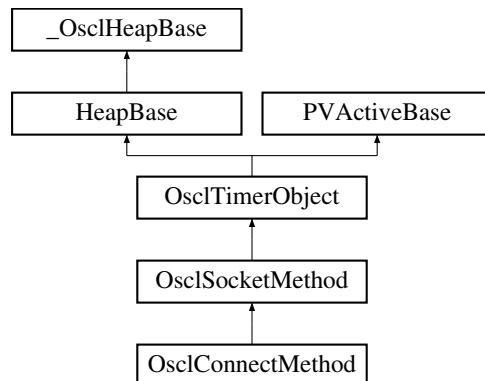 _OsclHeapBase
HeapBase
PVActiveBase
OsclTimerObject
OsclSocketMethod
OsclConnectMethod